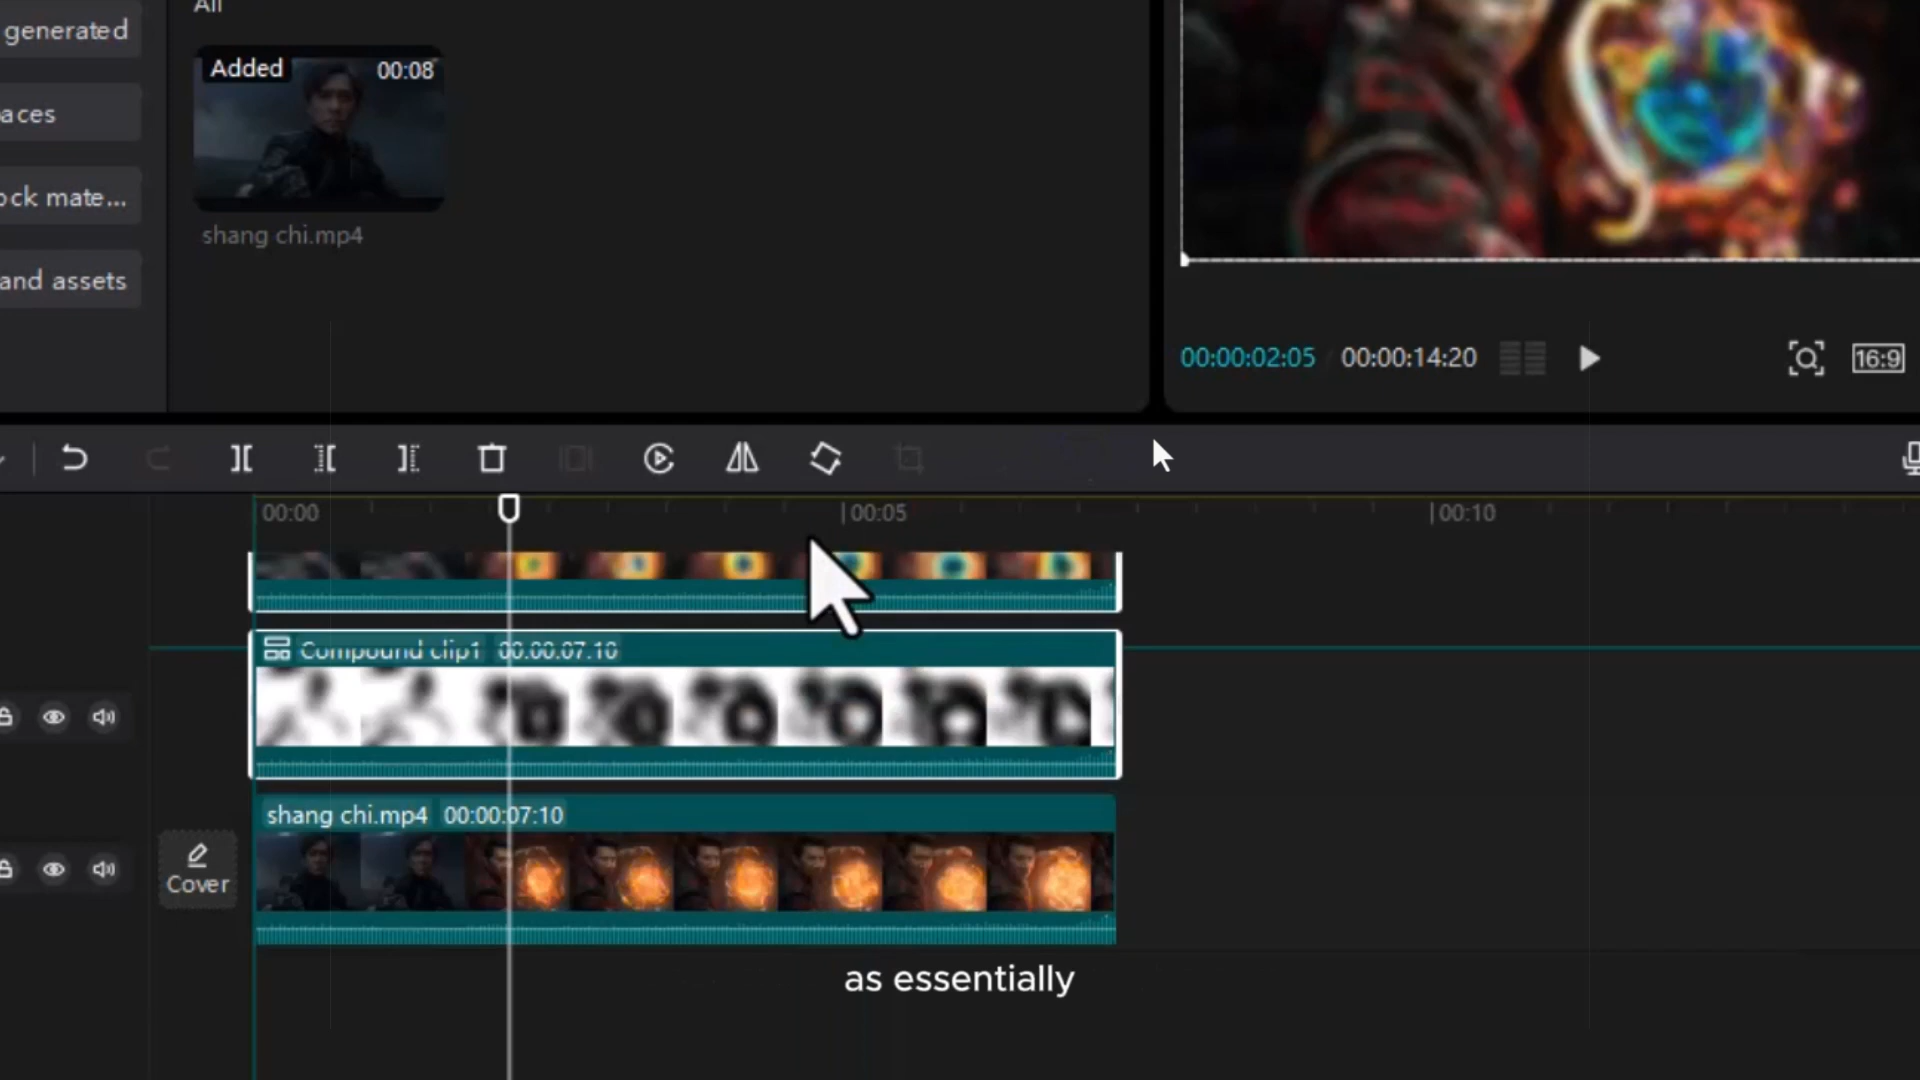 All
generated
Added 00:08
aces
ock mate...
shang chi.mp4
and assets
00:00:02:05 00:00:14:20
16:9
00:00 00:05 00:10
Compound clip1 00:00:07:10
shang chi.mp4 00:00:07:10
Cover
as essentially